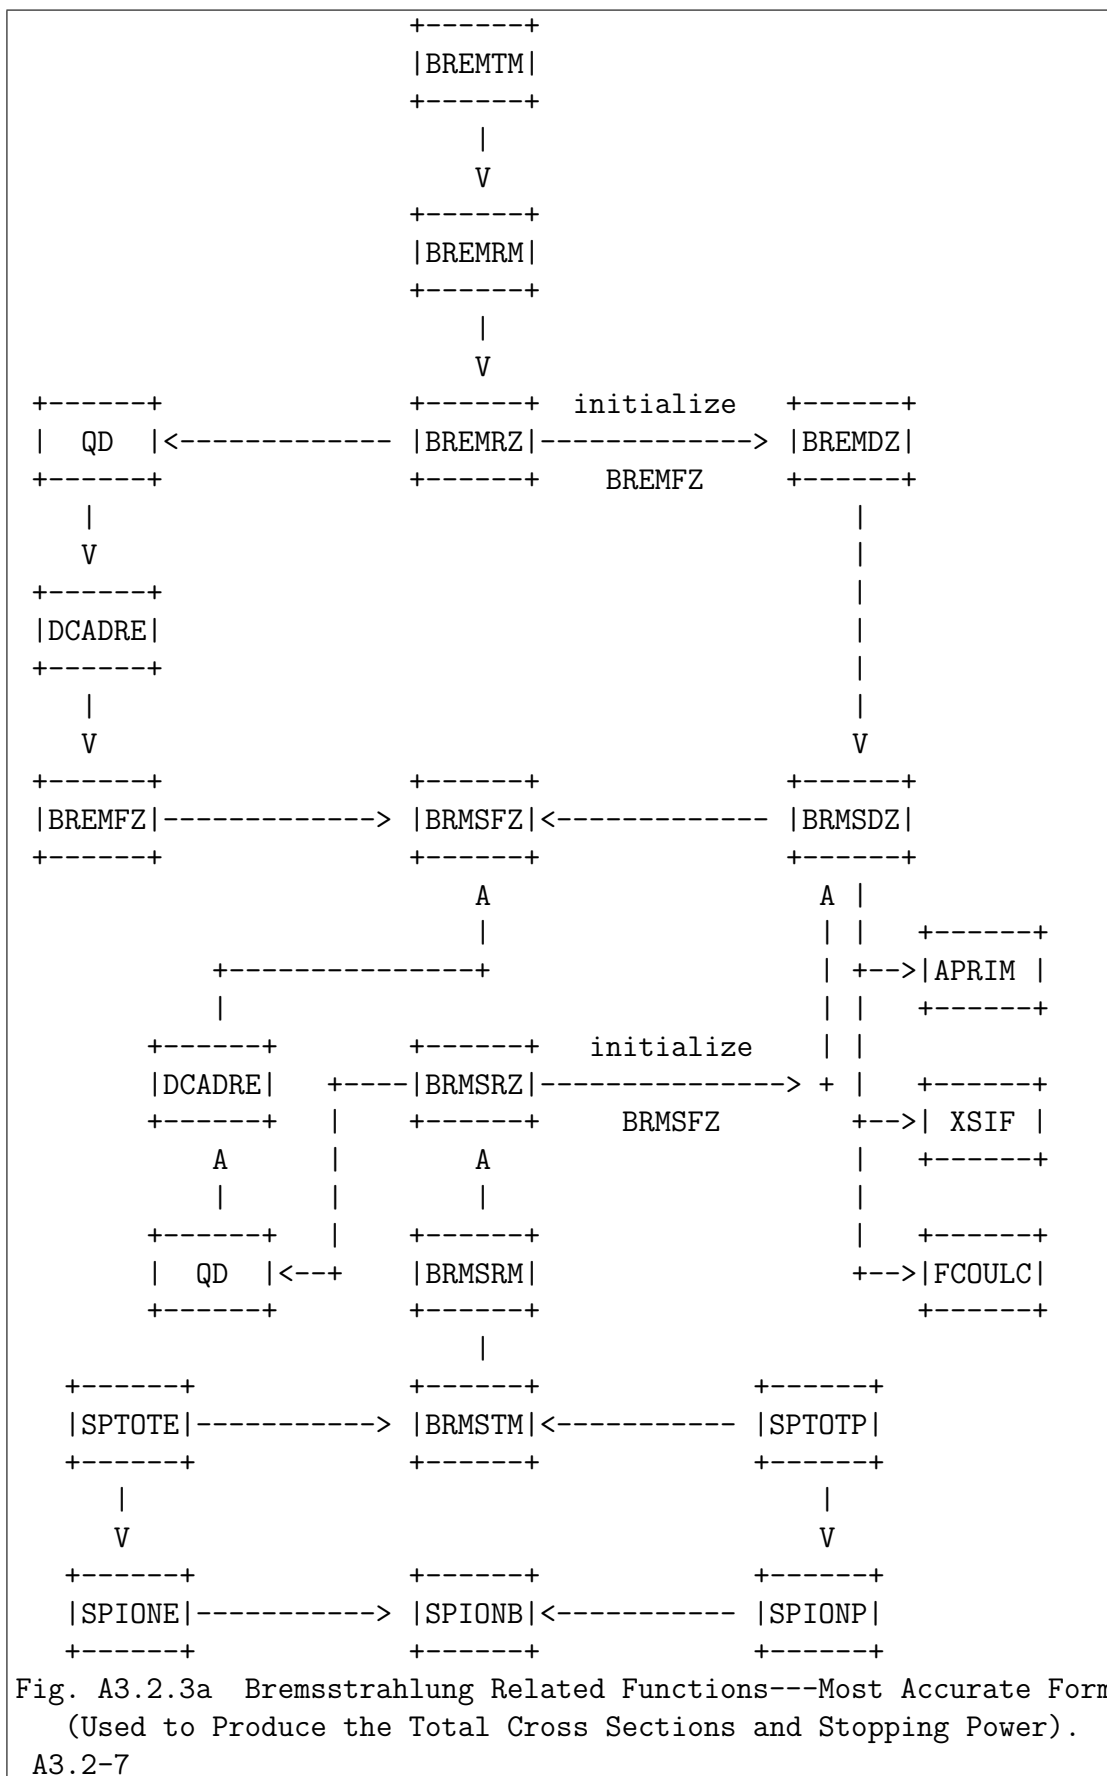 +------+
|BREMTM|
+------+
|
V
+------+
|BREMRM|
+------+
|
V
+------+ +------+ initialize +------+
| QD |<------------- |BREMRZ|-------------> |BREMDZ|
+------+ +------+ BREMFZ +------+
| |
V |
+------+ |
|DCADRE| |
+------+ |
| |
V V
+------+ +------+ +------+
|BREMFZ|-------------> |BRMSFZ|<------------- |BRMSDZ|
+------+ +------+ +------+
A A |
| | | +------+
+---------------+ | +-->|APRIM |
| | | +------+
+------+ +------+ initialize | |
|DCADRE| +----|BRMSRZ|---------------> + | +------+
+------+ | +------+ BRMSFZ +-->| XSIF |
A | A | +------+
| | | |
+------+ | +------+ | +------+
| QD |<--+ |BRMSRM| +-->|FCOULC|
+------+ +------+ +------+
|
+------+ +------+ +------+
|SPTOTE|-----------> |BRMSTM|<----------- |SPTOTP|
+------+ +------+ +------+
| |
V V
+------+ +------+ +------+
|SPIONE|-----------> |SPIONB|<----------- |SPIONP|
+------+ +------+ +------+
Fig. A3.2.3a Bremsstrahlung Related Functions---Most Accurate Form
(Used to Produce the Total Cross Sections and Stopping Power).
A3.2-7